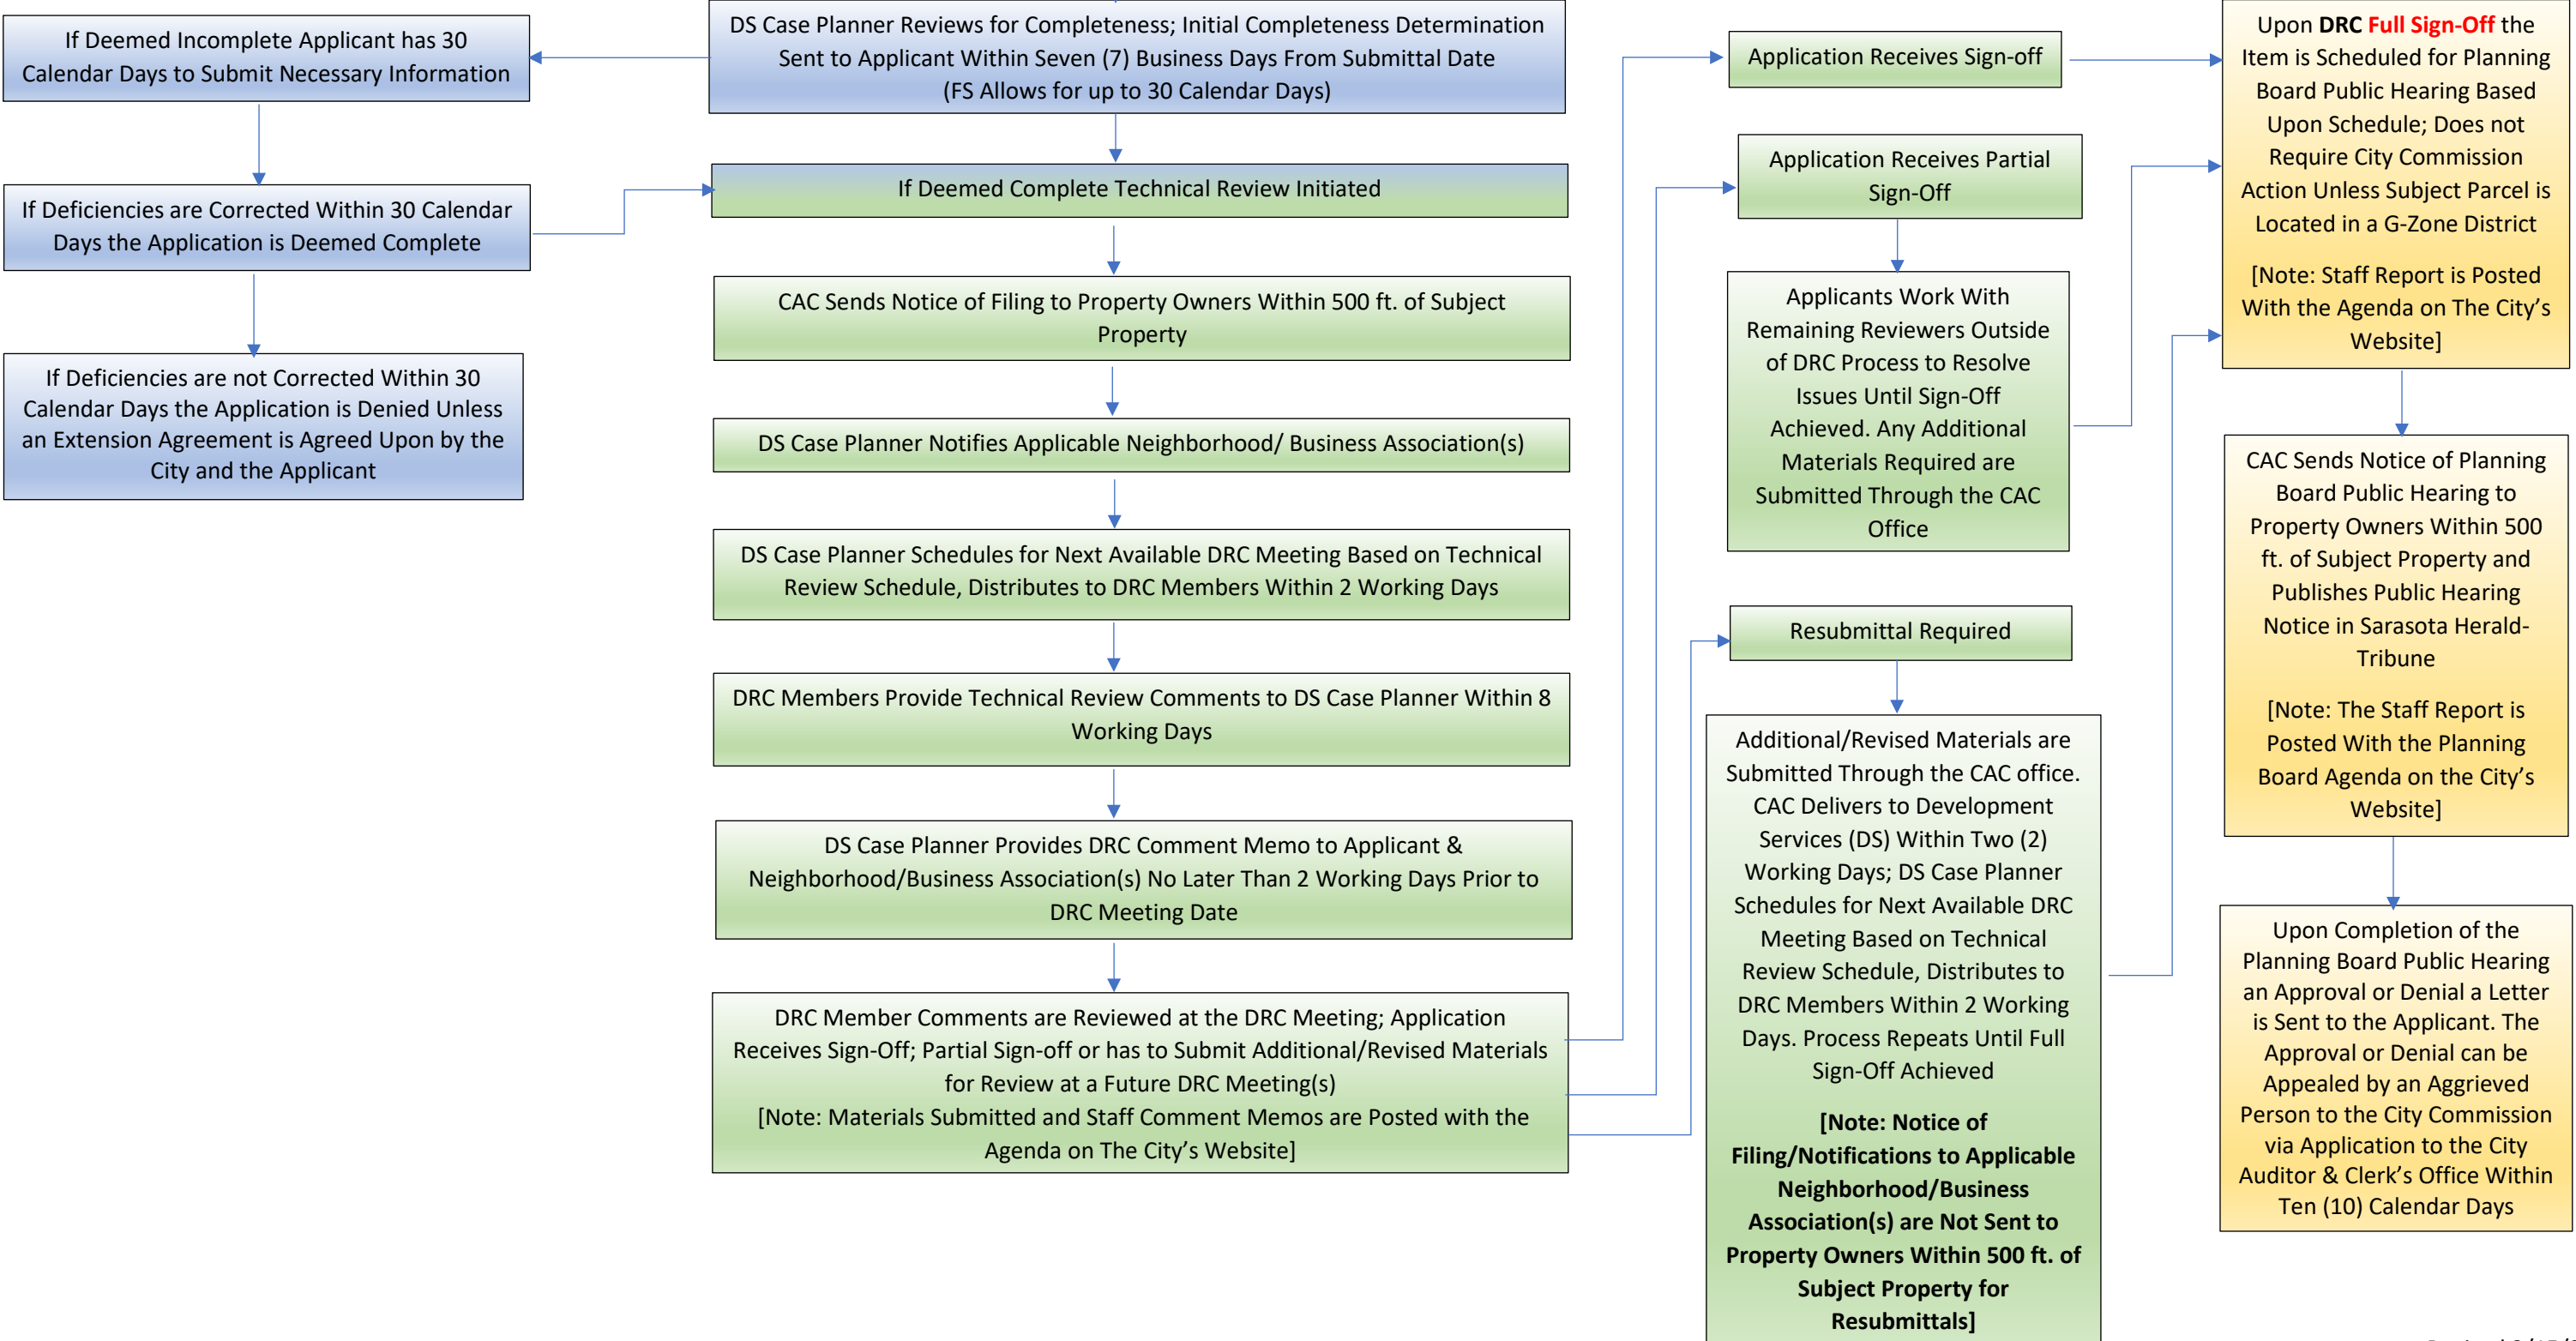 If Deemed Incomplete Applicant has 30
Calendar Days to Submit Necessary Information
If Deficiencies are Corrected Within 30 Calendar
Days the Application is Deemed Complete
If Deficiencies are not Corrected Within 30
Calendar Days the Application is Denied Unless
an Extension Agreement is Agreed Upon by the
City and the Applicant
DS Case Planner Reviews for Completeness; Initial Completeness Determination
Sent to Applicant Within Seven (7) Business Days From Submittal Date
(FS Allows for up to 30 Calendar Days)
If Deemed Complete Technical Review Initiated
CAC Sends Notice of Filing to Property Owners Within 500 ft. of Subject
Property
DS Case Planner Notifies Applicable Neighborhood/ Business Association(s)
DS Case Planner Schedules for Next Available DRC Meeting Based on Technical
Review Schedule, Distributes to DRC Members Within 2 Working Days
DRC Members Provide Technical Review Comments to DS Case Planner Within 8
Working Days
DS Case Planner Provides DRC Comment Memo to Applicant &
Neighborhood/Business Association(s) No Later Than 2 Working Days Prior to
DRC Meeting Date
DRC Member Comments are Reviewed at the DRC Meeting; Application
Receives Sign-Off; Partial Sign-off or has to Submit Additional/Revised Materials
for Review at a Future DRC Meeting(s)
[Note: Materials Submitted and Staff Comment Memos are Posted with the
Agenda on The City's Website]
Application Receives Sign-off
Application Receives Partial
Sign-Off
Applicants Work With
Remaining Reviewers Outside
of DRC Process to Resolve
Issues Until Sign-Off
Achieved. Any Additional
Materials Required are
Submitted Through the CAC
Office
Resubmittal Required
Additional/Revised Materials are
Submitted Through the CAC office.
CAC Delivers to Development
Services (DS) Within Two (2)
Working Days; DS Case Planner
Schedules for Next Available DRC
Meeting Based on Technical
Review Schedule, Distributes to
DRC Members Within 2 Working
Days. Process Repeats Until Full
Sign-Off Achieved
[Note: Notice of
Filing/Notifications to Applicable
Neighborhood/Business
Association(s) are Not Sent to
Property Owners Within 500 ft. of
Subject Property for
Resubmittals]
Upon DRC Full Sign-Off the
Item is Scheduled for Planning
Board Public Hearing Based
Upon Schedule; Does not
Require City Commission
Action Unless Subject Parcel is
Located in a G-Zone District
[Note: Staff Report is Posted
With the Agenda on The City's
Website]
CAC Sends Notice of Planning
Board Public Hearing to
Property Owners Within 500
ft. of Subject Property and
Publishes Public Hearing
Notice in Sarasota Herald-
Tribune
[Note: The Staff Report is
Posted With the Planning
Board Agenda on the City's
Website]
Upon Completion of the
Planning Board Public Hearing
an Approval or Denial a Letter
is Sent to the Applicant. The
Approval or Denial can be
Appealed by an Aggrieved
Person to the City Commission
via Application to the City
Auditor & Clerk's Office Within
Ten (10) Calendar Days